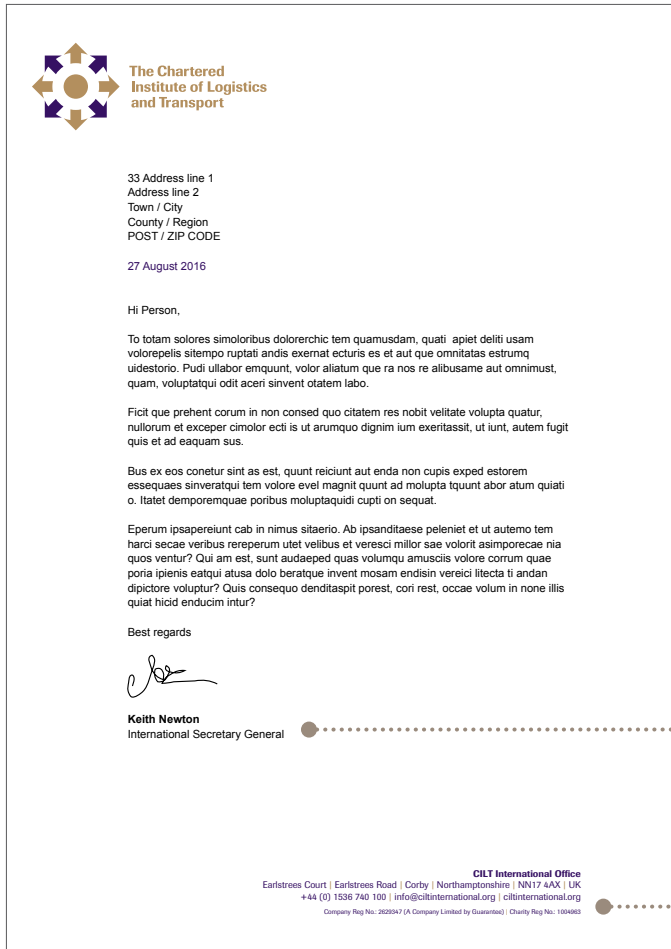 The Chartered
Institute of Logistics
and Transport
33 Address line 1
Address line 2
Town / City
County / Region
POST / ZIP CODE
27 August 2016
Hi Person,
To totam solores simoloribus dolorerchic tem quamusdam, quati  apiet deliti usam
volorepelis sitempo ruptati andis exernat ecturis es et aut que omnitatas estrumq
uidestorio. Pudi ullabor emquunt, volor aliatum que ra nos re alibusame aut omnimust,
quam, voluptatqui odit aceri sinvent otatem labo.
Ficit que prehent corum in non consed quo citatem res nobit velitate volupta quatur,
nullorum et exceper cimolor ecti is ut arumquo dignim ium exeritassit, ut iunt, autem fugit
quis et ad eaquam sus.
Bus ex eos conetur sint as est, qunt reiciunt aut enda non cupis exped estorem
essequaes sinveratqui tem volore evel magnit qunt ad molupta tquunt abor atum quiati
o. Itatet demporemquae poribus moluptaquidi cupti on sequat.
Eperum ipsapereiunt cab in nimus sitaerio. Ab ipsanditaese peleniet et ut autemo tem
harci secae veribus rereperum utet velibus et veresci millor sae volorit asimporecae nia
quos ventur? Qui am est, sunt audaeped quas volumqu amusciis volore corrum quae
poria ipienis eatqui atusa dolo beratque invent mosam endisin vereici litecta ti andan
dipictore voluptur? Quis consequo denditaspit porest, cori rest, occae volum in none illis
quiat hicid enducim intur?
Best regards
Keith Newton
International Secretary General
CILT International Office
Earlstrees Court | Earlstrees Road | Corby | Northamptonshire | NN17 4AX | UK
+44 (0) 1536 740 100 | info@ciltinternational.org | ciltinternational.org
Company Reg No.: 2629347 (A Company Limited by Guarantee) | Charity Reg No.: 1004963